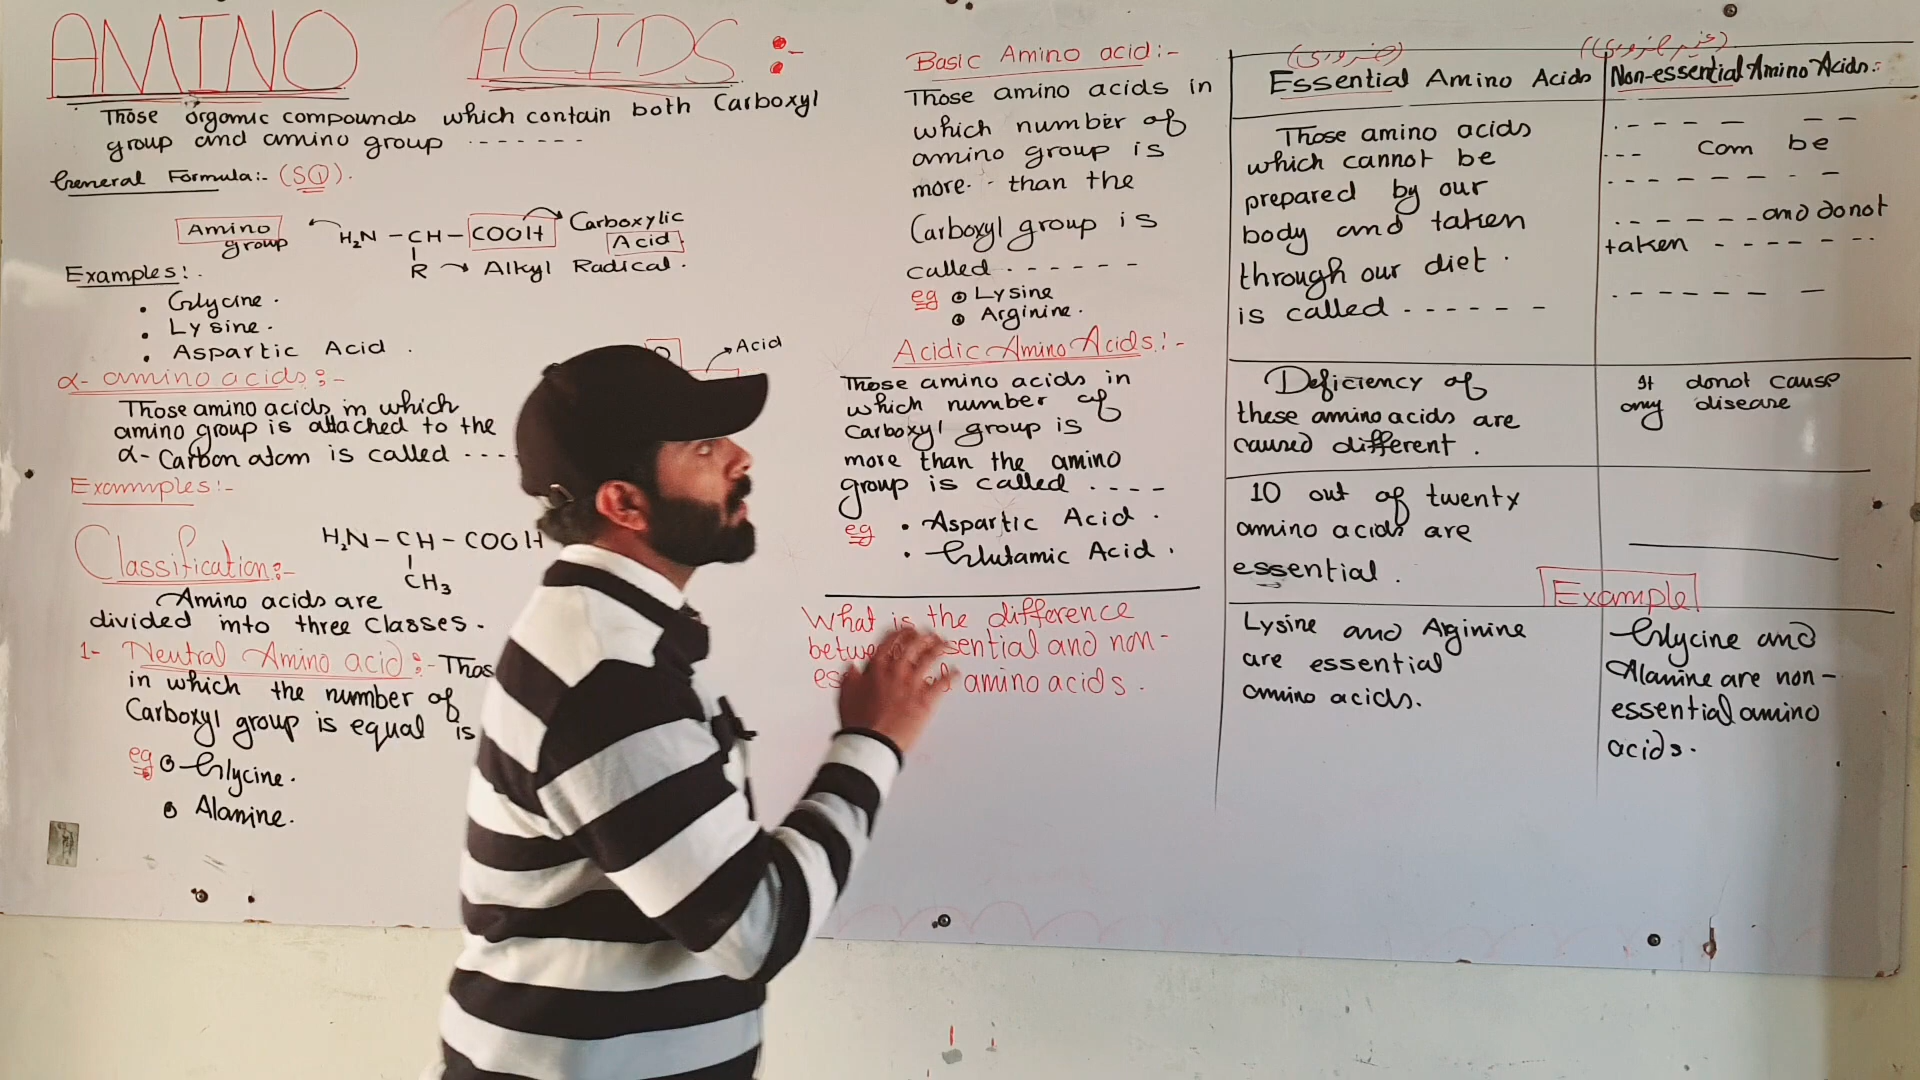 AMINO ACIDS :-
Those orgamic compounds which contain both Carboxyl
group and amino group -------
General Formula:- (SQ).
Amino
group
H₂N - CH - COOH
Carboxylic
Acid.
R → Alkyl Radical.
Examples:-
• Glycine.
• Lysine.
• Aspartic Acid.
Acid
α- amino acids:-
Those amino acids in which
amino group is attached to the
α- Carbon atom is called ----
Exammples:-
H₂N - CH - COOH
CH₃
Classification:-
Amino acids are
divided into three classes.
1- Neutral Amino acid:- Thos
in which the number of
Carboxyl group is equal is
eg Glycine.
Alanine.
Basic Amino acid:-
Those amino acids in
which number of
amino group is
more - than the
Carboxyl group is
called ------
eg Lysine
Arginine.
Acidic Amino Acids:-
Those amino acids in
which number of
Carboxyl group is
more than the amino
group is called ----
eg • Aspartic Acid.
• Glutamic Acid.
What is the difference
sential and non-
amino acids.
(ضروری)
(غیر ضروری)
Essential Amino Acids
Non-essential Amino Acids:-
Those amino acids
which cannot be
prepared by our
body and taken
through our diet.
is called ------
------
--- can be
------
------ and donot
taken ------
------
Deficiency of
these amino acids are
caused different.
It donot cause
any disease
10 out of twenty
amino acids are
essential.
Example
Lysine and Arginine
are essential
amino acids.
Glycine and
Alanine are non-
essential amino
acids.